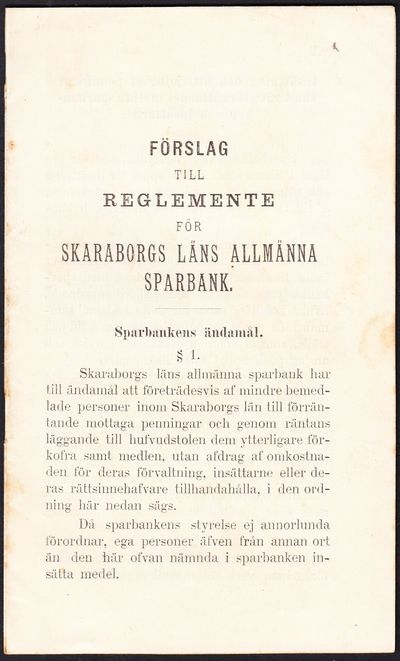 FÖRSLAG
TILL
REGLEMENTE
FÖR
SKARABORGS LÄNS ALLMÄNNA
SPARBANK.
Sparbankens ändamål.
§ 1.
Skaraborgs läns allmänna sparbank har
till ändamål att företrädesvis af mindre bemed-
lade personer inom Skaraborgs län till förrän-
tande mottaga penningar och genom räntans
läggande till hufvudstolen dem ytterligare för-
kofra samt medlen, utan afdrag af omkostna-
den för deras förvaltning, insättarne eller de-
ras rättsinnehafvare tillhandahålla, i den ord-
ning här nedan sägs.
Då sparbankens styrelse ej annorlunda
förordnar, ega personer äfven från annan ort
än den här ofvan nämnda i sparbanken in-
sätta medel.